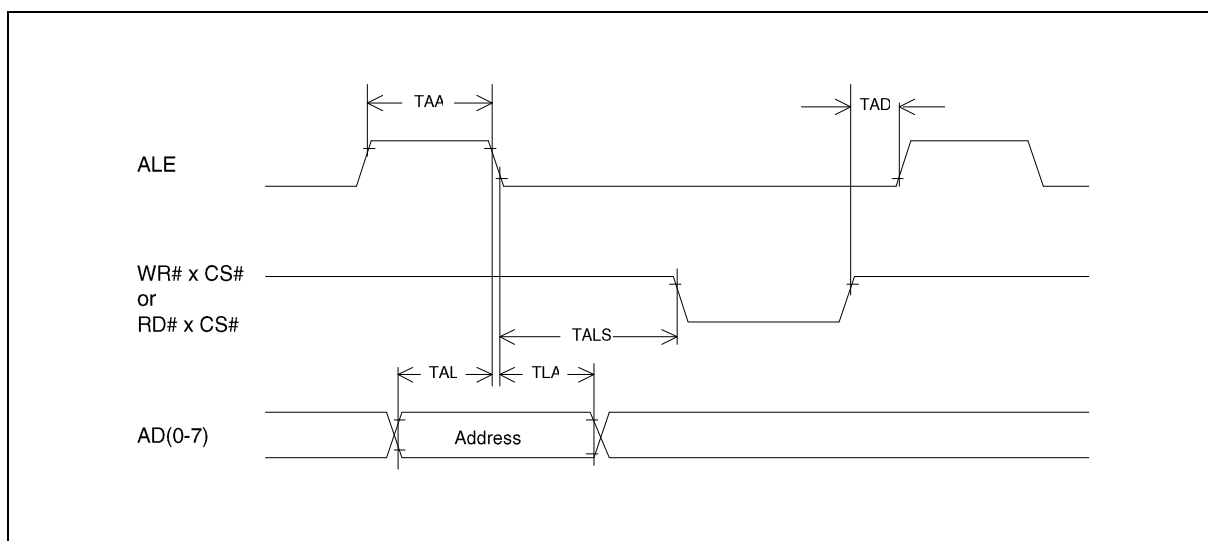 TAA
TAD
ALE
WR# x CS#
or
RD# x CS#
TALS
TAL
TLA
AD(0-7)
Address